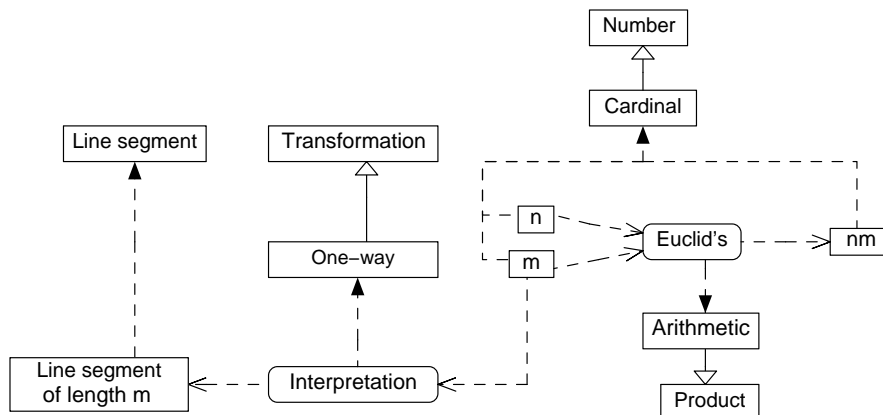 Number
Cardinal
Line segment
Transformation
n
Euclid's
nm
m
One−way
Arithmetic
Line segment
of length m
Interpretation
Product